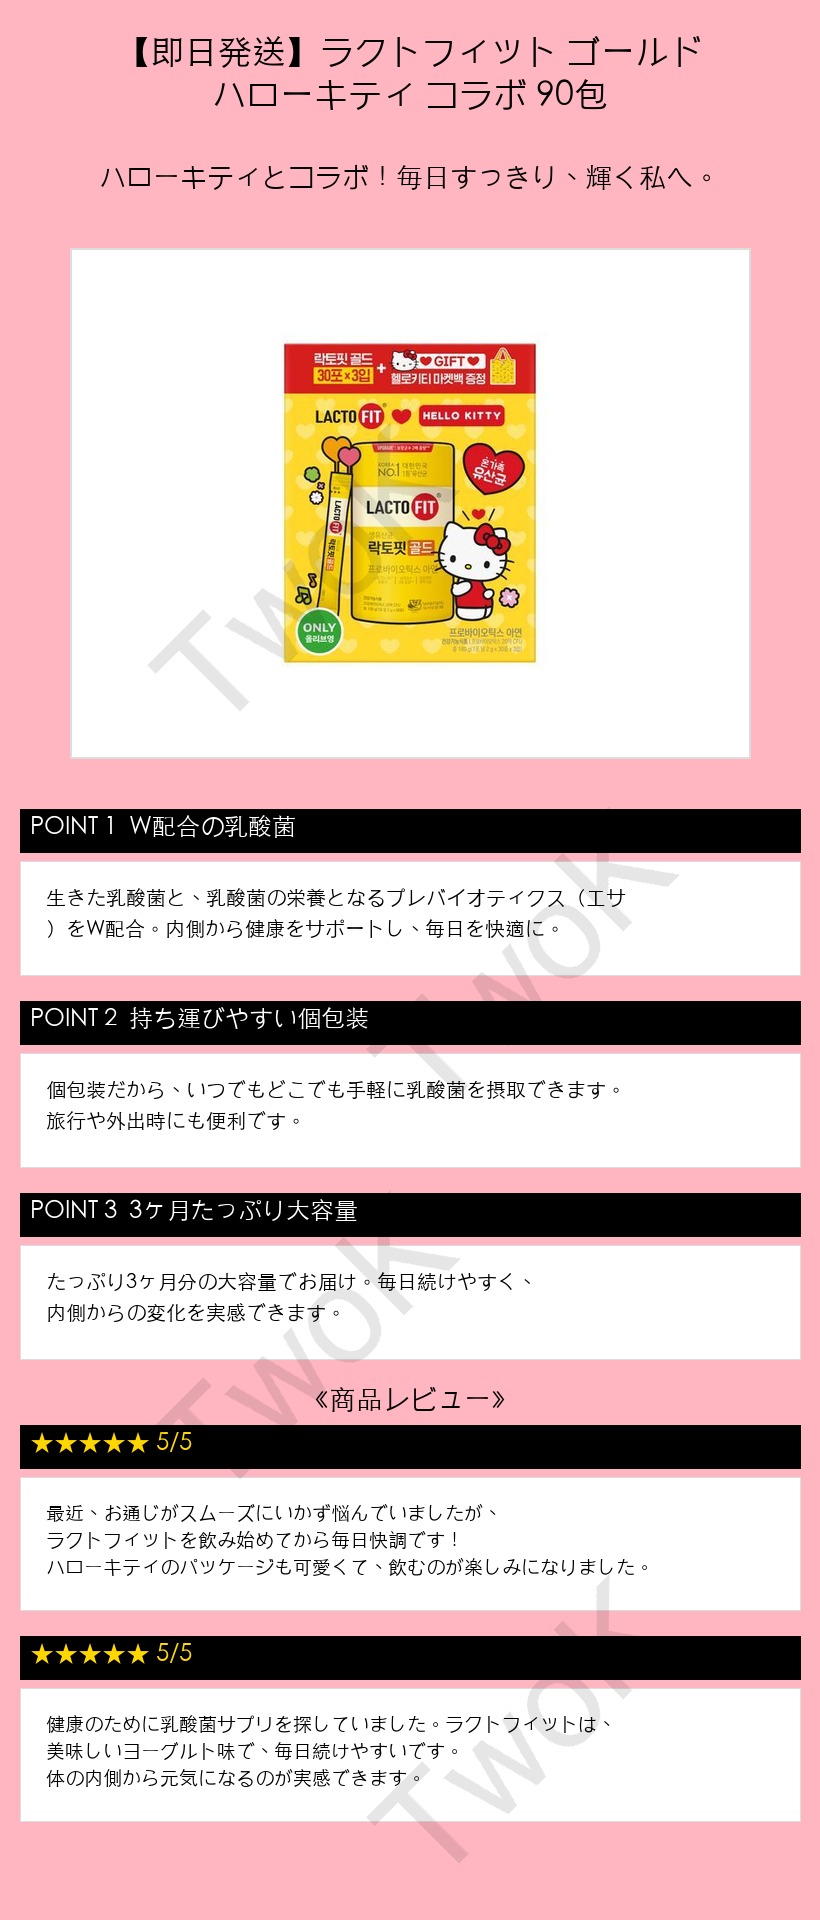 【即日発送】ラクトフィット ゴールド
ハローキティ コラボ 90包
ハローキティとコラボ！毎日すっきり、輝く私へ。
락토핏 골드
30포×3입
+
GIFT
헬로키티 마켓백 증정
LACTO FIT
HELLO KITTY
KOREA NO.1 대한민국
온가족
유산균
LACTO FIT
LACTO FIT 락토핏 골드
생유산균
락토핏 골드
프로바이오틱스 아연
ONLY
올리브영
프로바이오틱스 아연
TwoK
POINT 1 W配合の乳酸菌
生きた乳酸菌と、乳酸菌の栄養となるプレバイオティクス（エサ
）をW配合。内側から健康をサポートし、毎日を快適に。
TwoK
POINT 2 持ち運びやすい個包装
個包装だから、いつでもどこでも手軽に乳酸菌を摂取できます。
旅行や外出時にも便利です。
POINT 3 3ヶ月たっぷり大容量
たっぷり3ヶ月分の大容量でお届け。毎日続けやすく、
内側からの変化を実感できます。
TwoK
《商品レビュー》
★★★★★ 5/5
最近、お通じがスムーズにいかず悩んでいましたが、
ラクトフィットを飲み始めてから毎日快調です！
ハローキティのパッケージも可愛くて、飲むのが楽しみになりました。
★★★★★ 5/5
健康のために乳酸菌サプリを探していました。ラクトフィットは、
美味しいヨーグルト味で、毎日続けやすいです。
体の内側から元気になるのが実感できます。
TwoK